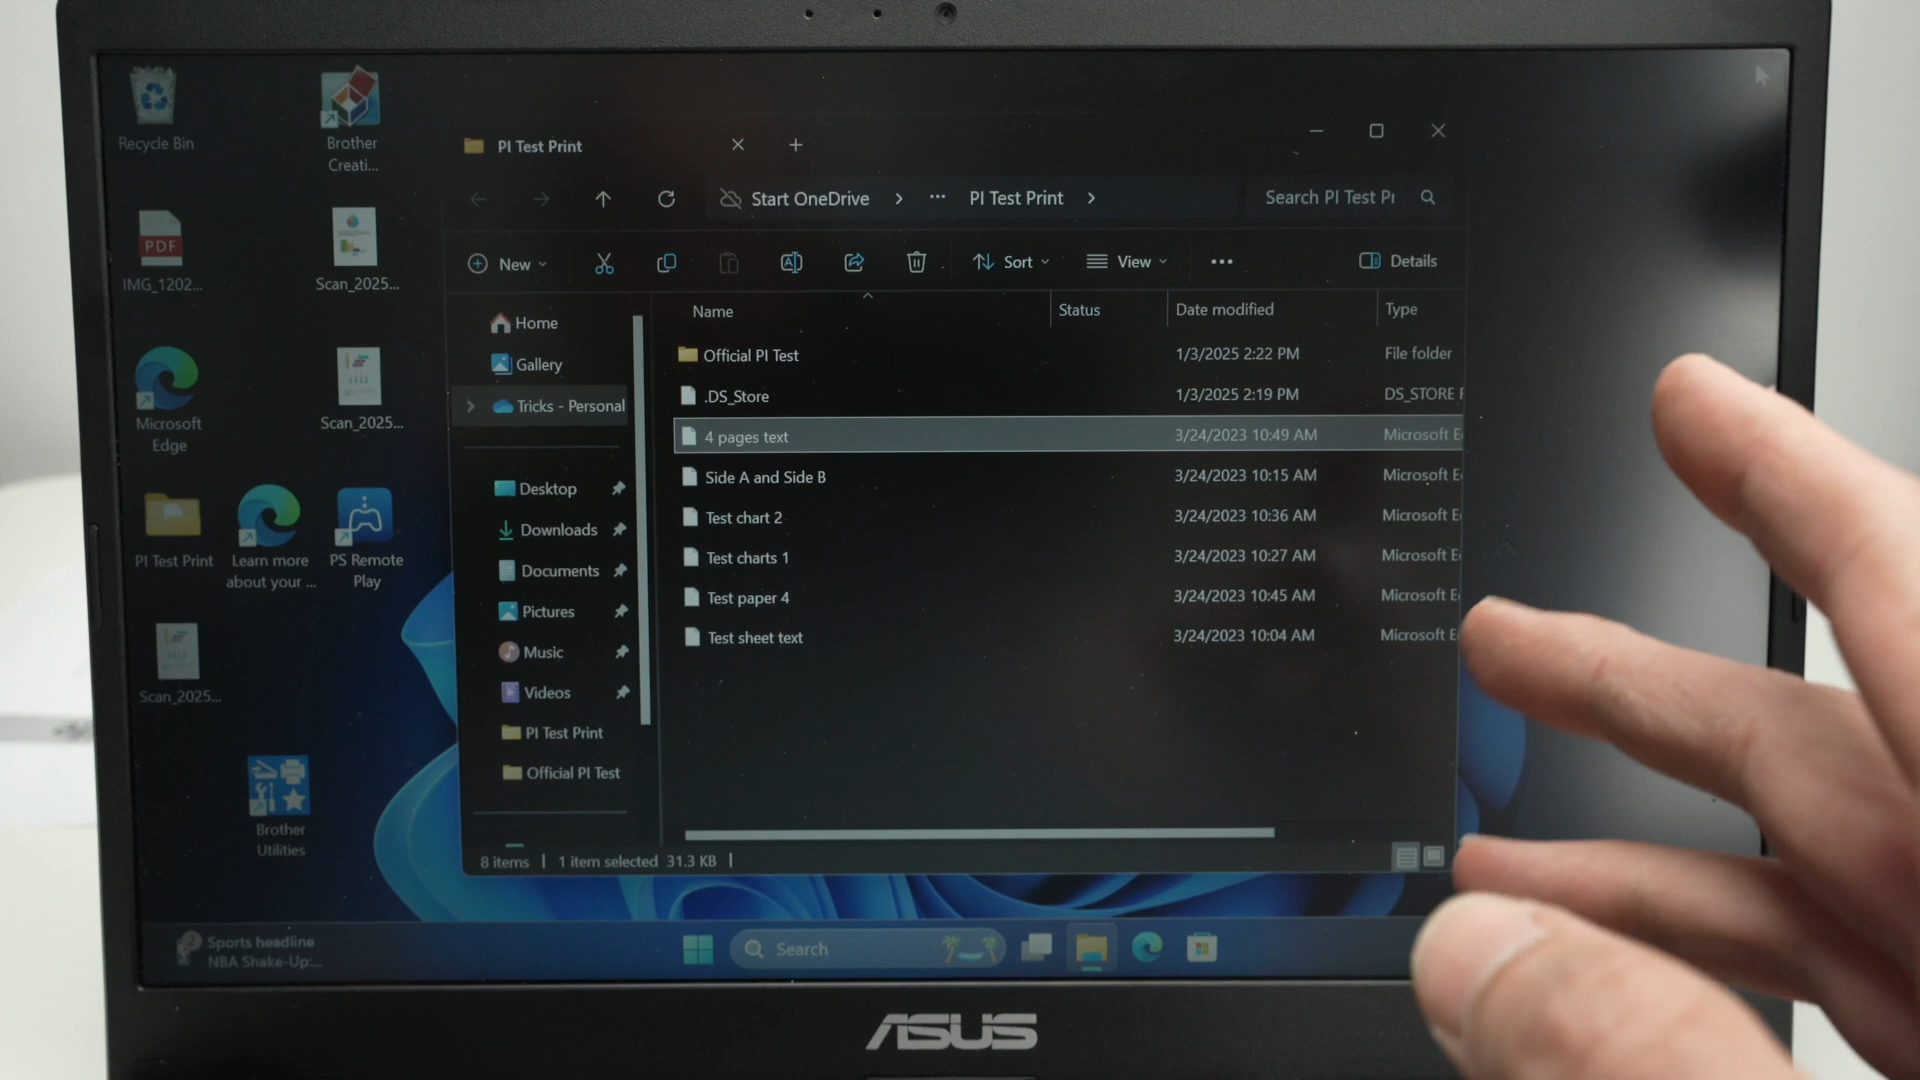 Recycle Bin
Brother
Creati...
IMG_1202...
PDF
Scan_2025...
Microsoft
Edge
Scan_2025...
PI Test Print
Learn more
about your ...
PS Remote
Play
Scan_2025...
Brother
Utilities
PI Test Print
Start OneDrive
PI Test Print
Search PI Test Pr
New
Sort
View
Details
Name
Status
Date modified
Type
Home
Gallery
Tricks - Personal
Desktop
Downloads
Documents
Pictures
Music
Videos
PI Test Print
Official PI Test
Official PI Test 1/3/2025 2:22 PM File folder
.DS_Store 1/3/2025 2:19 PM DS_STORE F
4 pages text 3/24/2023 10:49 AM Microsoft E
Side A and Side B 3/24/2023 10:15 AM Microsoft E
Test chart 2 3/24/2023 10:36 AM Microsoft E
Test charts 1 3/24/2023 10:27 AM Microsoft E
Test paper 4 3/24/2023 10:45 AM Microsoft E
Test sheet text 3/24/2023 10:04 AM Microsoft E
8 items 1 item selected 31.3 KB
Sports headline
NBA Shake-Up:...
Search
ASUS